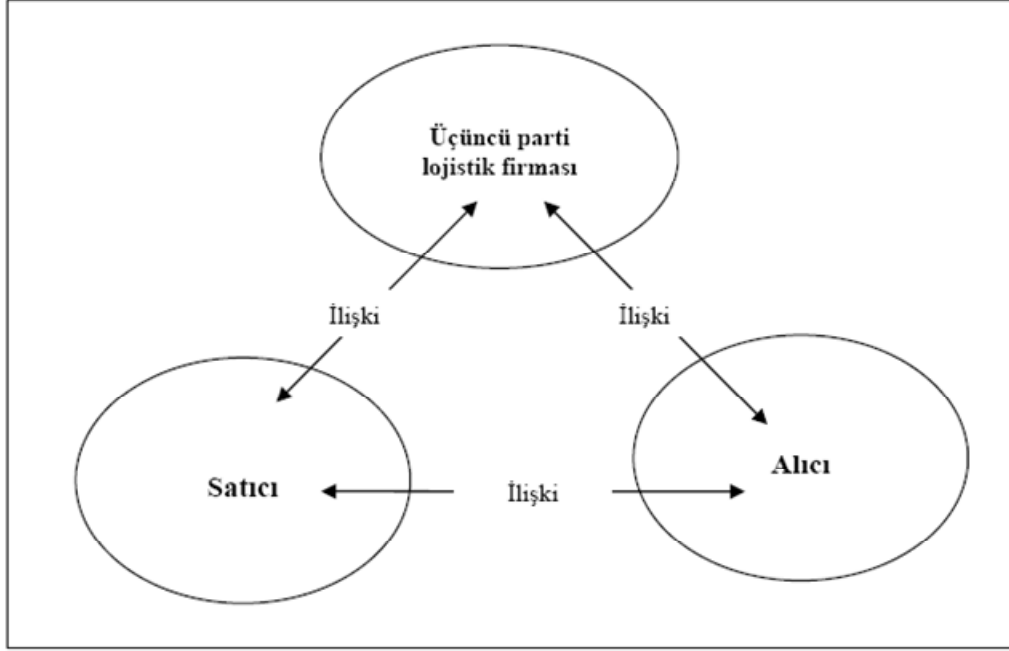 Üçüncü parti
lojistik firması
İlişki
İlişki
Satıcı
İlişki
Alıcı